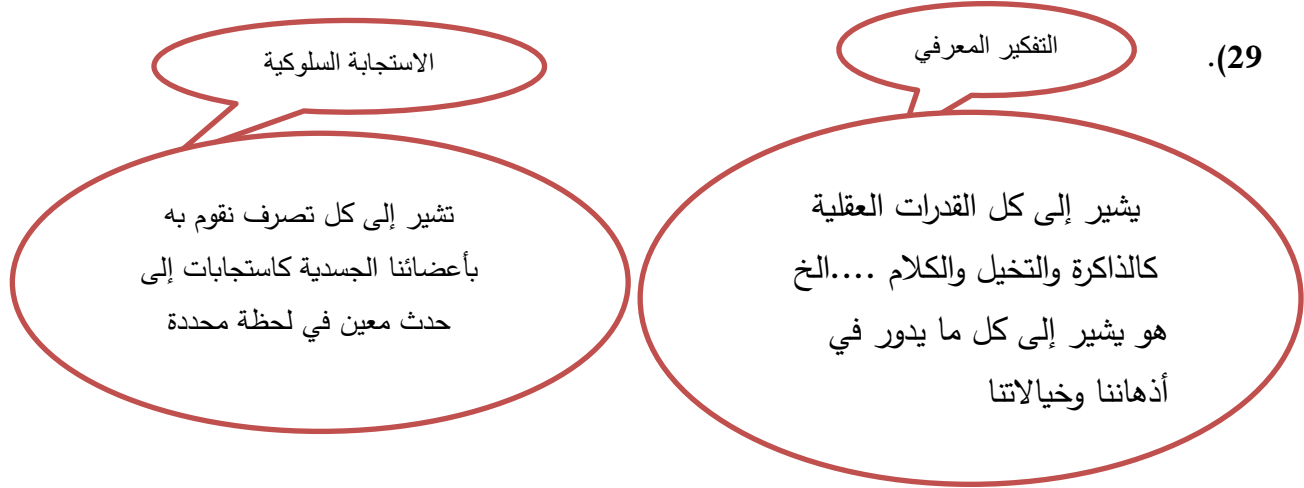 29).
التفكير المعرفي
يشير إلى كل القدرات العقلية
كالذاكرة والتخيل والكلام ....الخ
هو يشير إلى كل ما يدور في
أذهاننا وخيالاتنا
الاستجابة السلوكية
تشير إلى كل تصرف نقوم به
بأعضائنا الجسدية كاستجابات إلى
حدث معين في لحظة محددة